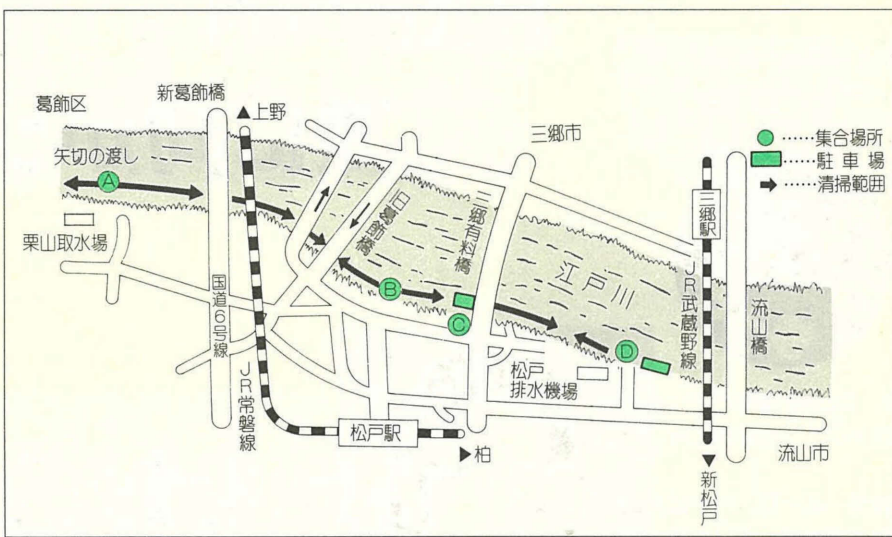 葛飾区
新葛飾橋
▲上野
三郷市
●……集合場所
駐車場
➡……清掃範囲
矢切の渡し
A
栗山取水場
国道6号線
JR常磐線
旧葛飾橋
三郷有料橋
B
C
江戸川
D
松戸排水機場
三郷駅
JR武蔵野線
流山橋
松戸駅
▶柏
▼新松戸
流山市